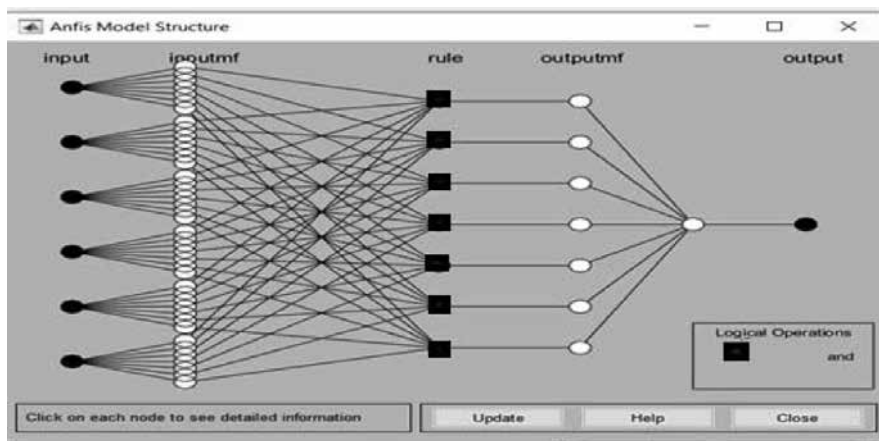 Anfis Model Structure
input inputmf rule outputmf output
Logical Operations
and
Click on each node to see detailed information
Update Help Close